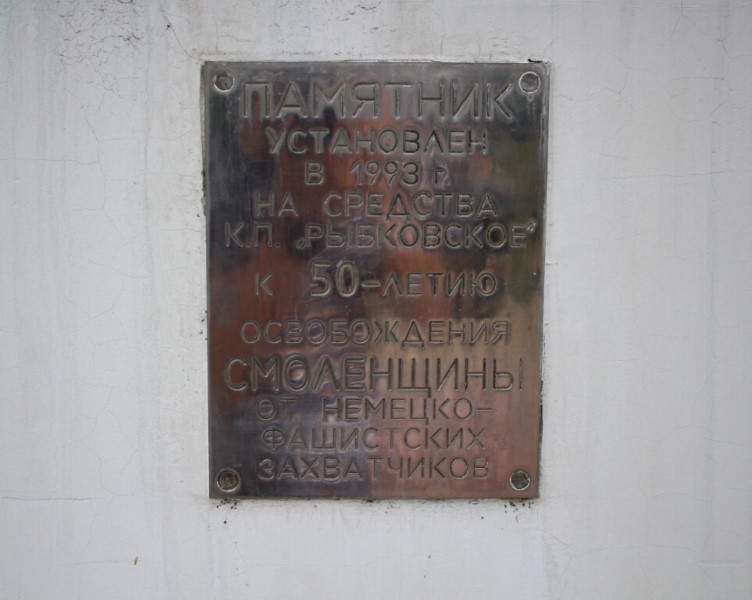 ПАМЯТНИК
УСТАНОВЛЕН
В 1993 г.
НА СРЕДСТВА
К.П. „РЫБКОВСКОЕ"
К 50-ЛЕТИЮ
ОСВОБОЖДЕНИЯ
СМОЛЕНЩИНЫ
ОТ НЕМЕЦКО-
ФАШИСТСКИХ
ЗАХВАТЧИКОВ